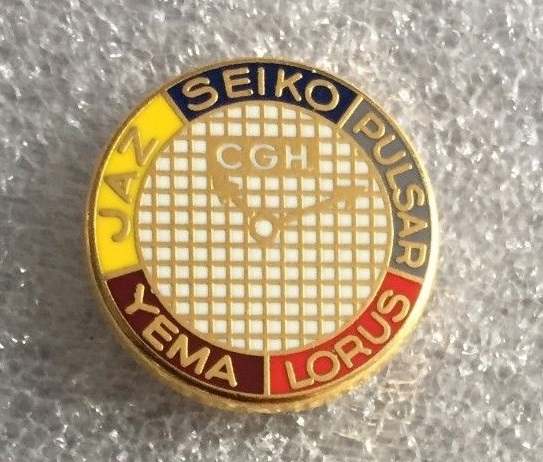 SEIKO
PULSAR
LORUS
YEMA
JAZ
CGH